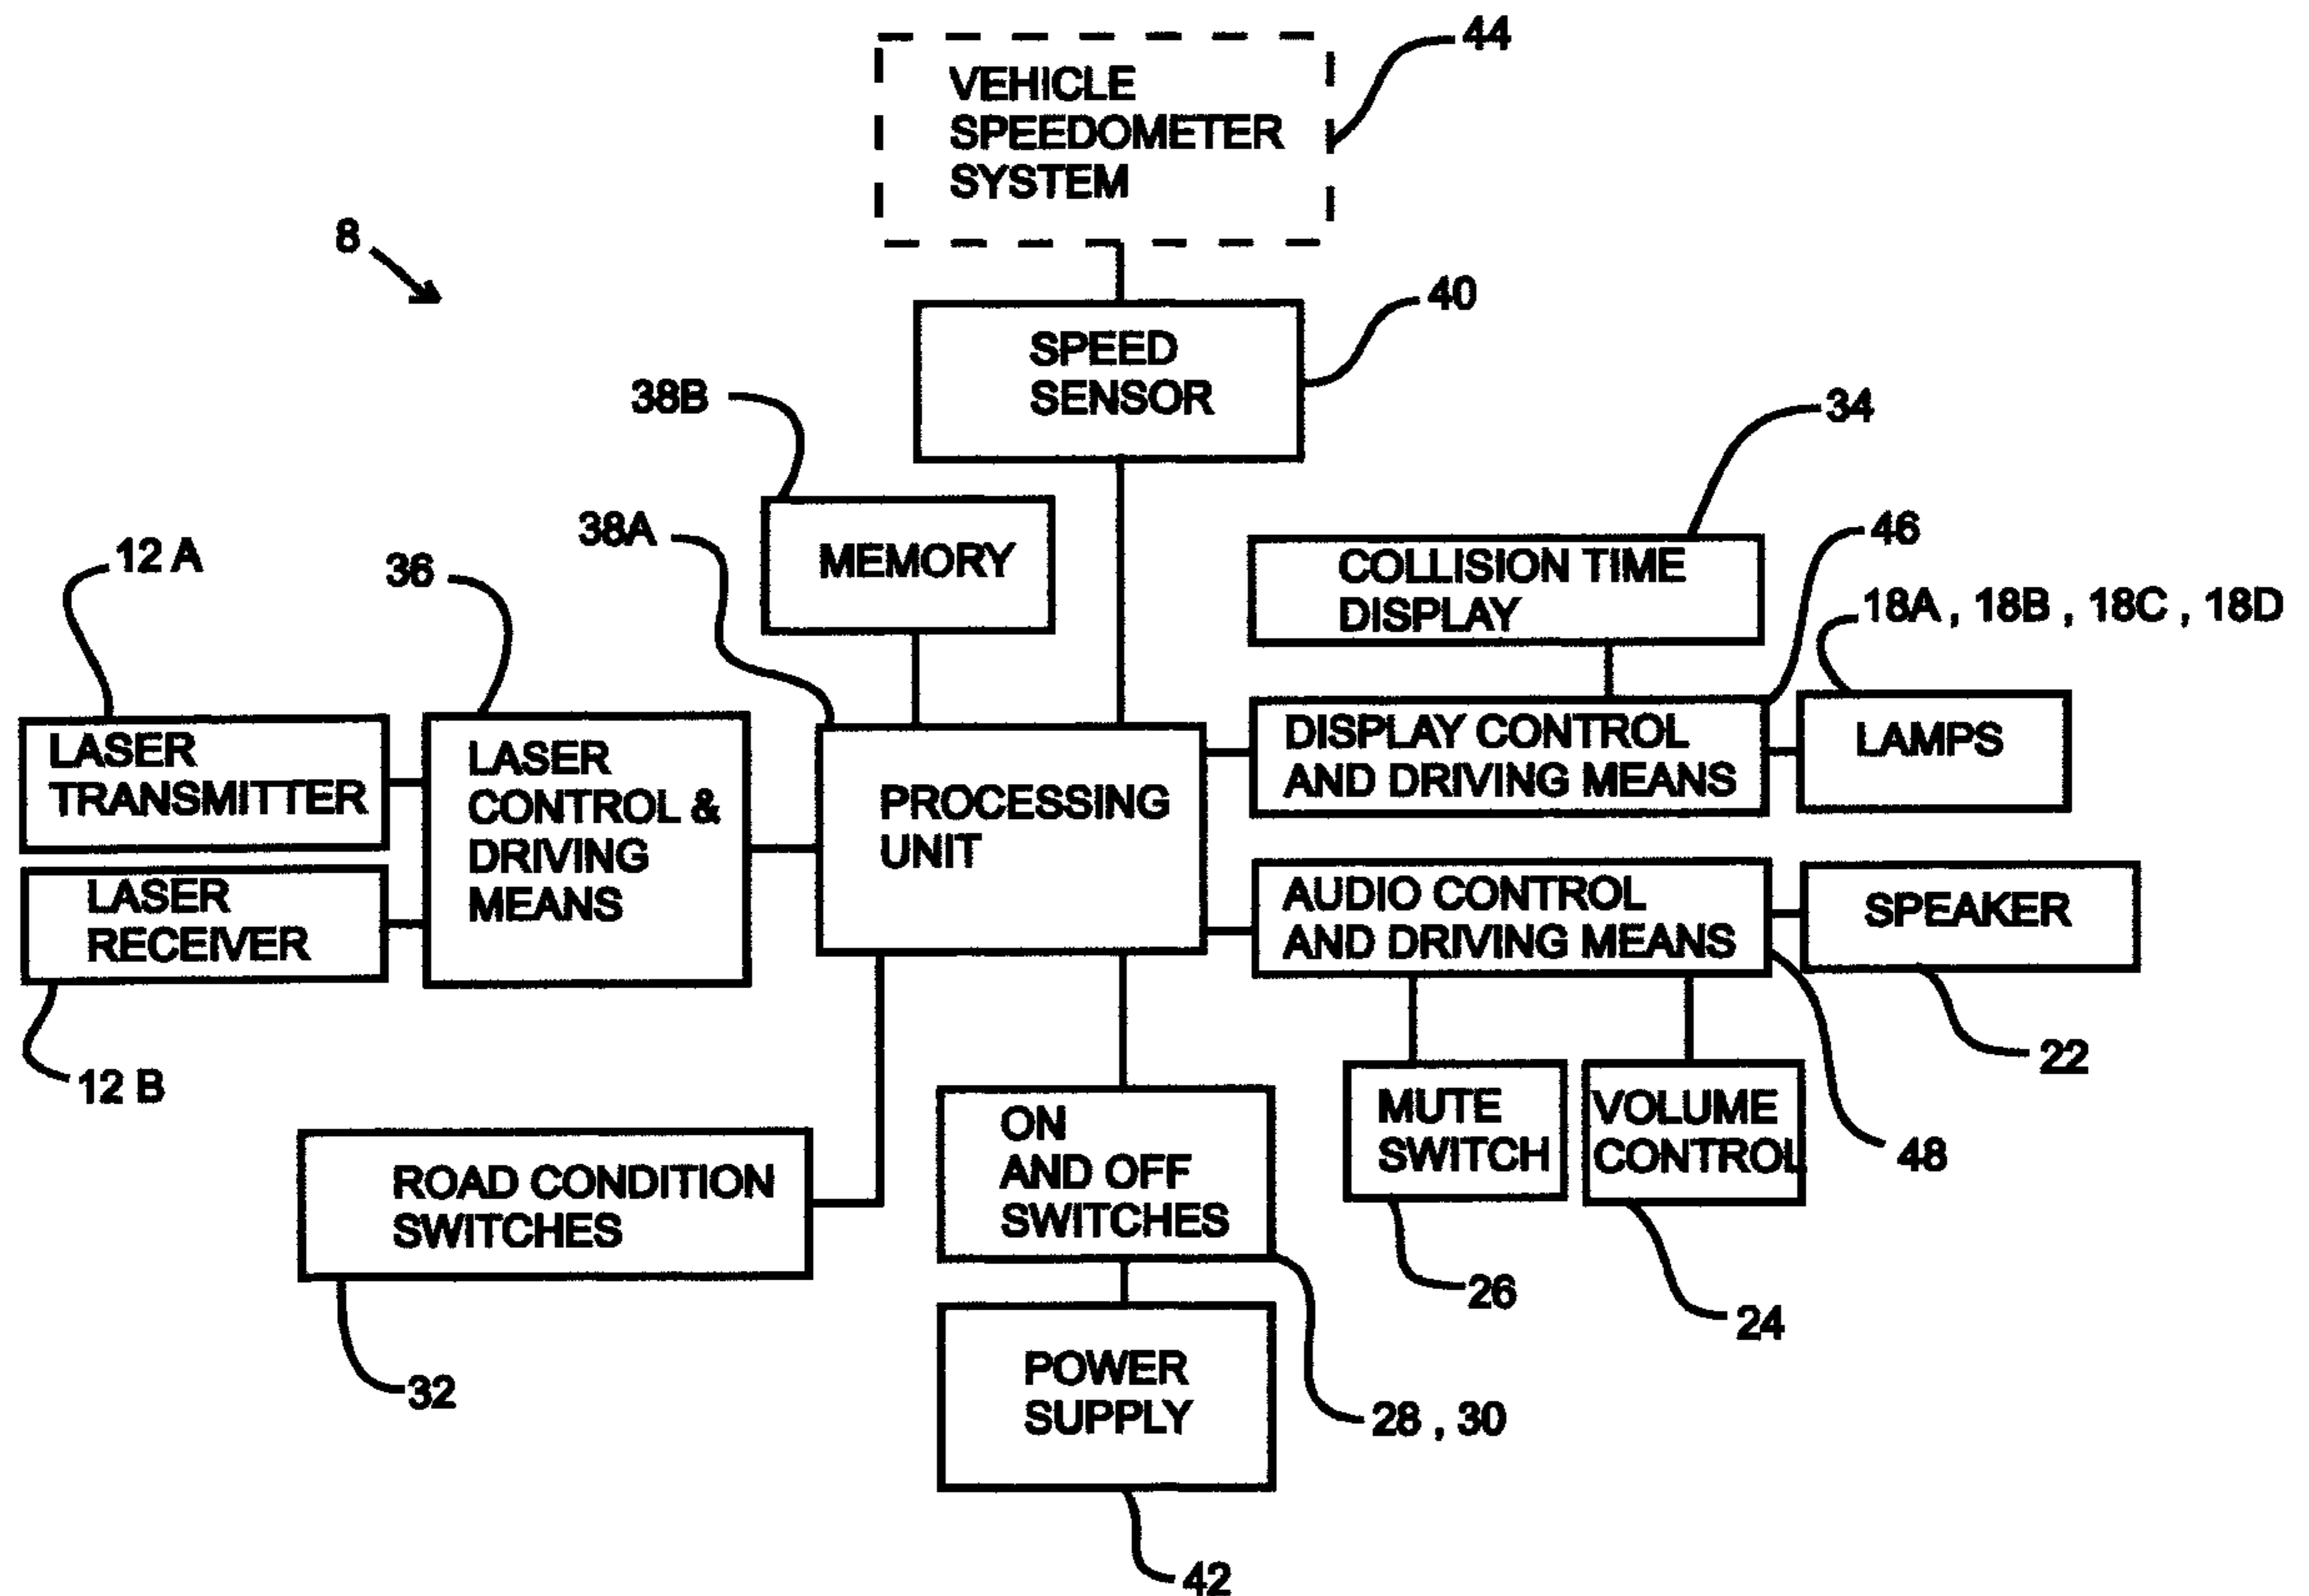 44
VEHICLE
SPEEDOMETER
SYSTEM
8
40
SPEED
SENSOR
38B
34
MEMORY
38A
46
COLLISION TIME
DISPLAY
12 A
36
18A , 18B , 18C , 18D
LASER
TRANSMITTER
LASER
CONTROL &
DRIVING
MEANS
PROCESSING
UNIT
DISPLAY CONTROL
AND DRIVING MEANS
LAMPS
LASER
RECEIVER
AUDIO CONTROL
AND DRIVING MEANS
SPEAKER
12 B
22
ON
AND OFF
SWITCHES
MUTE
SWITCH
VOLUME
CONTROL
48
ROAD CONDITION
SWITCHES
26
24
32
POWER
SUPPLY
28 , 30
42